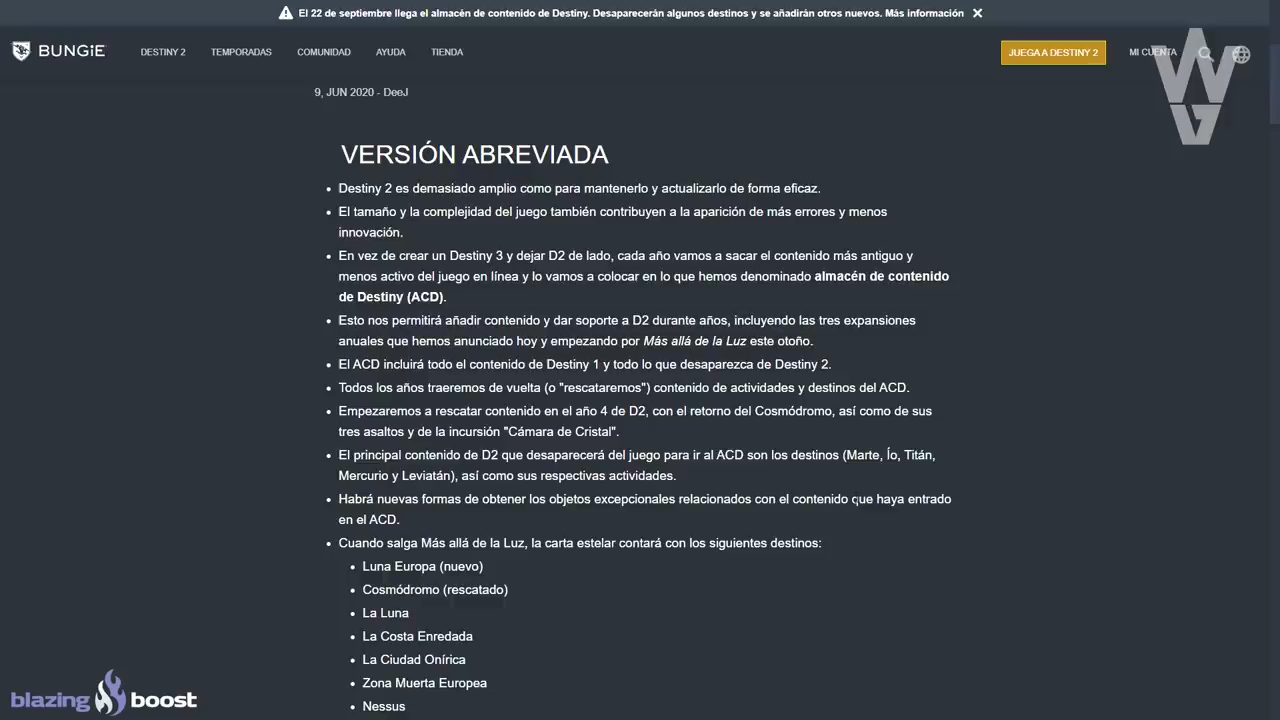 El 22 de septiembre llega el almacén de contenido de Destiny. Desaparecerán algunos destinos y se añadirán otros nuevos. Más información
BUNGiE
DESTINY 2
TEMPORADAS
COMUNIDAD
AYUDA
TIENDA
JUEGA A DESTINY 2
MI CUENTA
WG
9, JUN 2020 - DeeJ
VERSIÓN ABREVIADA
Destiny 2 es demasiado amplio como para mantenerlo y actualizarlo de forma eficaz.
El tamaño y la complejidad del juego también contribuyen a la aparición de más errores y menos
innovación.
En vez de crear un Destiny 3 y dejar D2 de lado, cada año vamos a sacar el contenido más antiguo y
menos activo del juego en línea y lo vamos a colocar en lo que hemos denominado almacén de contenido
de Destiny (ACD).
Esto nos permitirá añadir contenido y dar soporte a D2 durante años, incluyendo las tres expansiones
anuales que hemos anunciado hoy y empezando por Más allá de la Luz este otoño.
El ACD incluirá todo el contenido de Destiny 1 y todo lo que desaparezca de Destiny 2.
Todos los años traeremos de vuelta (o "rescataremos") contenido de actividades y destinos del ACD.
Empezaremos a rescatar contenido en el año 4 de D2, con el retorno del Cosmódromo, así como de sus
tres asaltos y de la incursión "Cámara de Cristal".
El principal contenido de D2 que desaparecerá del juego para ir al ACD son los destinos (Marte, Ío, Titán,
Mercurio y Leviatán), así como sus respectivas actividades.
Habrá nuevas formas de obtener los objetos excepcionales relacionados con el contenido que haya entrado
en el ACD.
Cuando salga Más allá de la Luz, la carta estelar contará con los siguientes destinos:
Luna Europa (nuevo)
Cosmódromo (rescatado)
La Luna
La Costa Enredada
La Ciudad Onírica
Zona Muerta Europea
Nessus
blazing boost